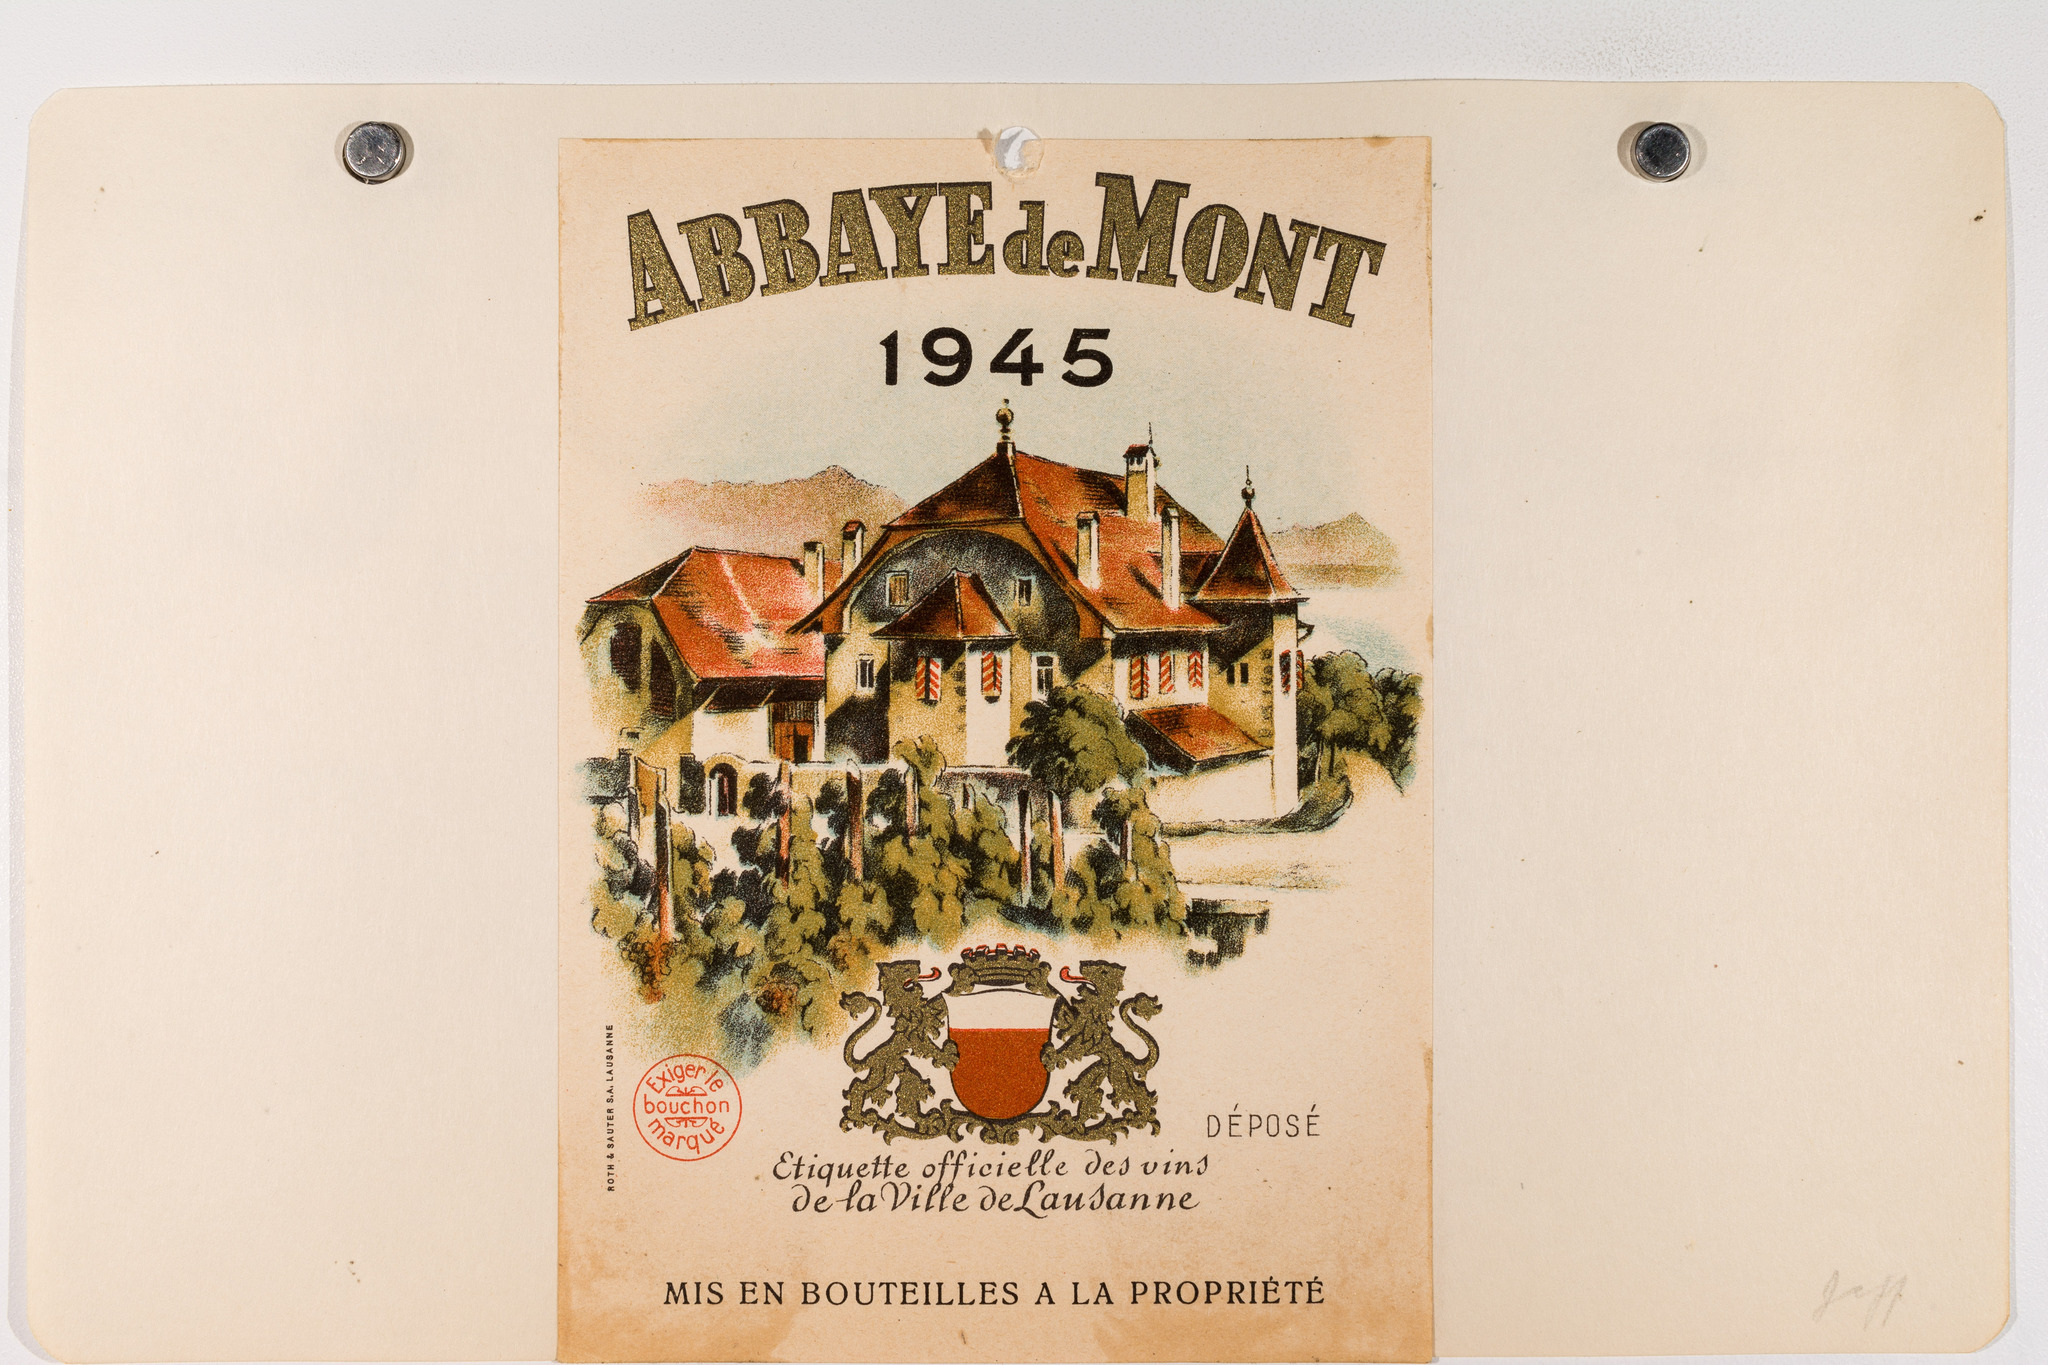 ABBAYE de MONT
1945
ROTH & SAUTER S.A. LAUSANNE
Exiger le
bouchon
marqué
DÉPOSÉ
Etiquette officielle des vins
de la Ville de Lausanne
MIS EN BOUTEILLES A LA PROPRIÉTÉ